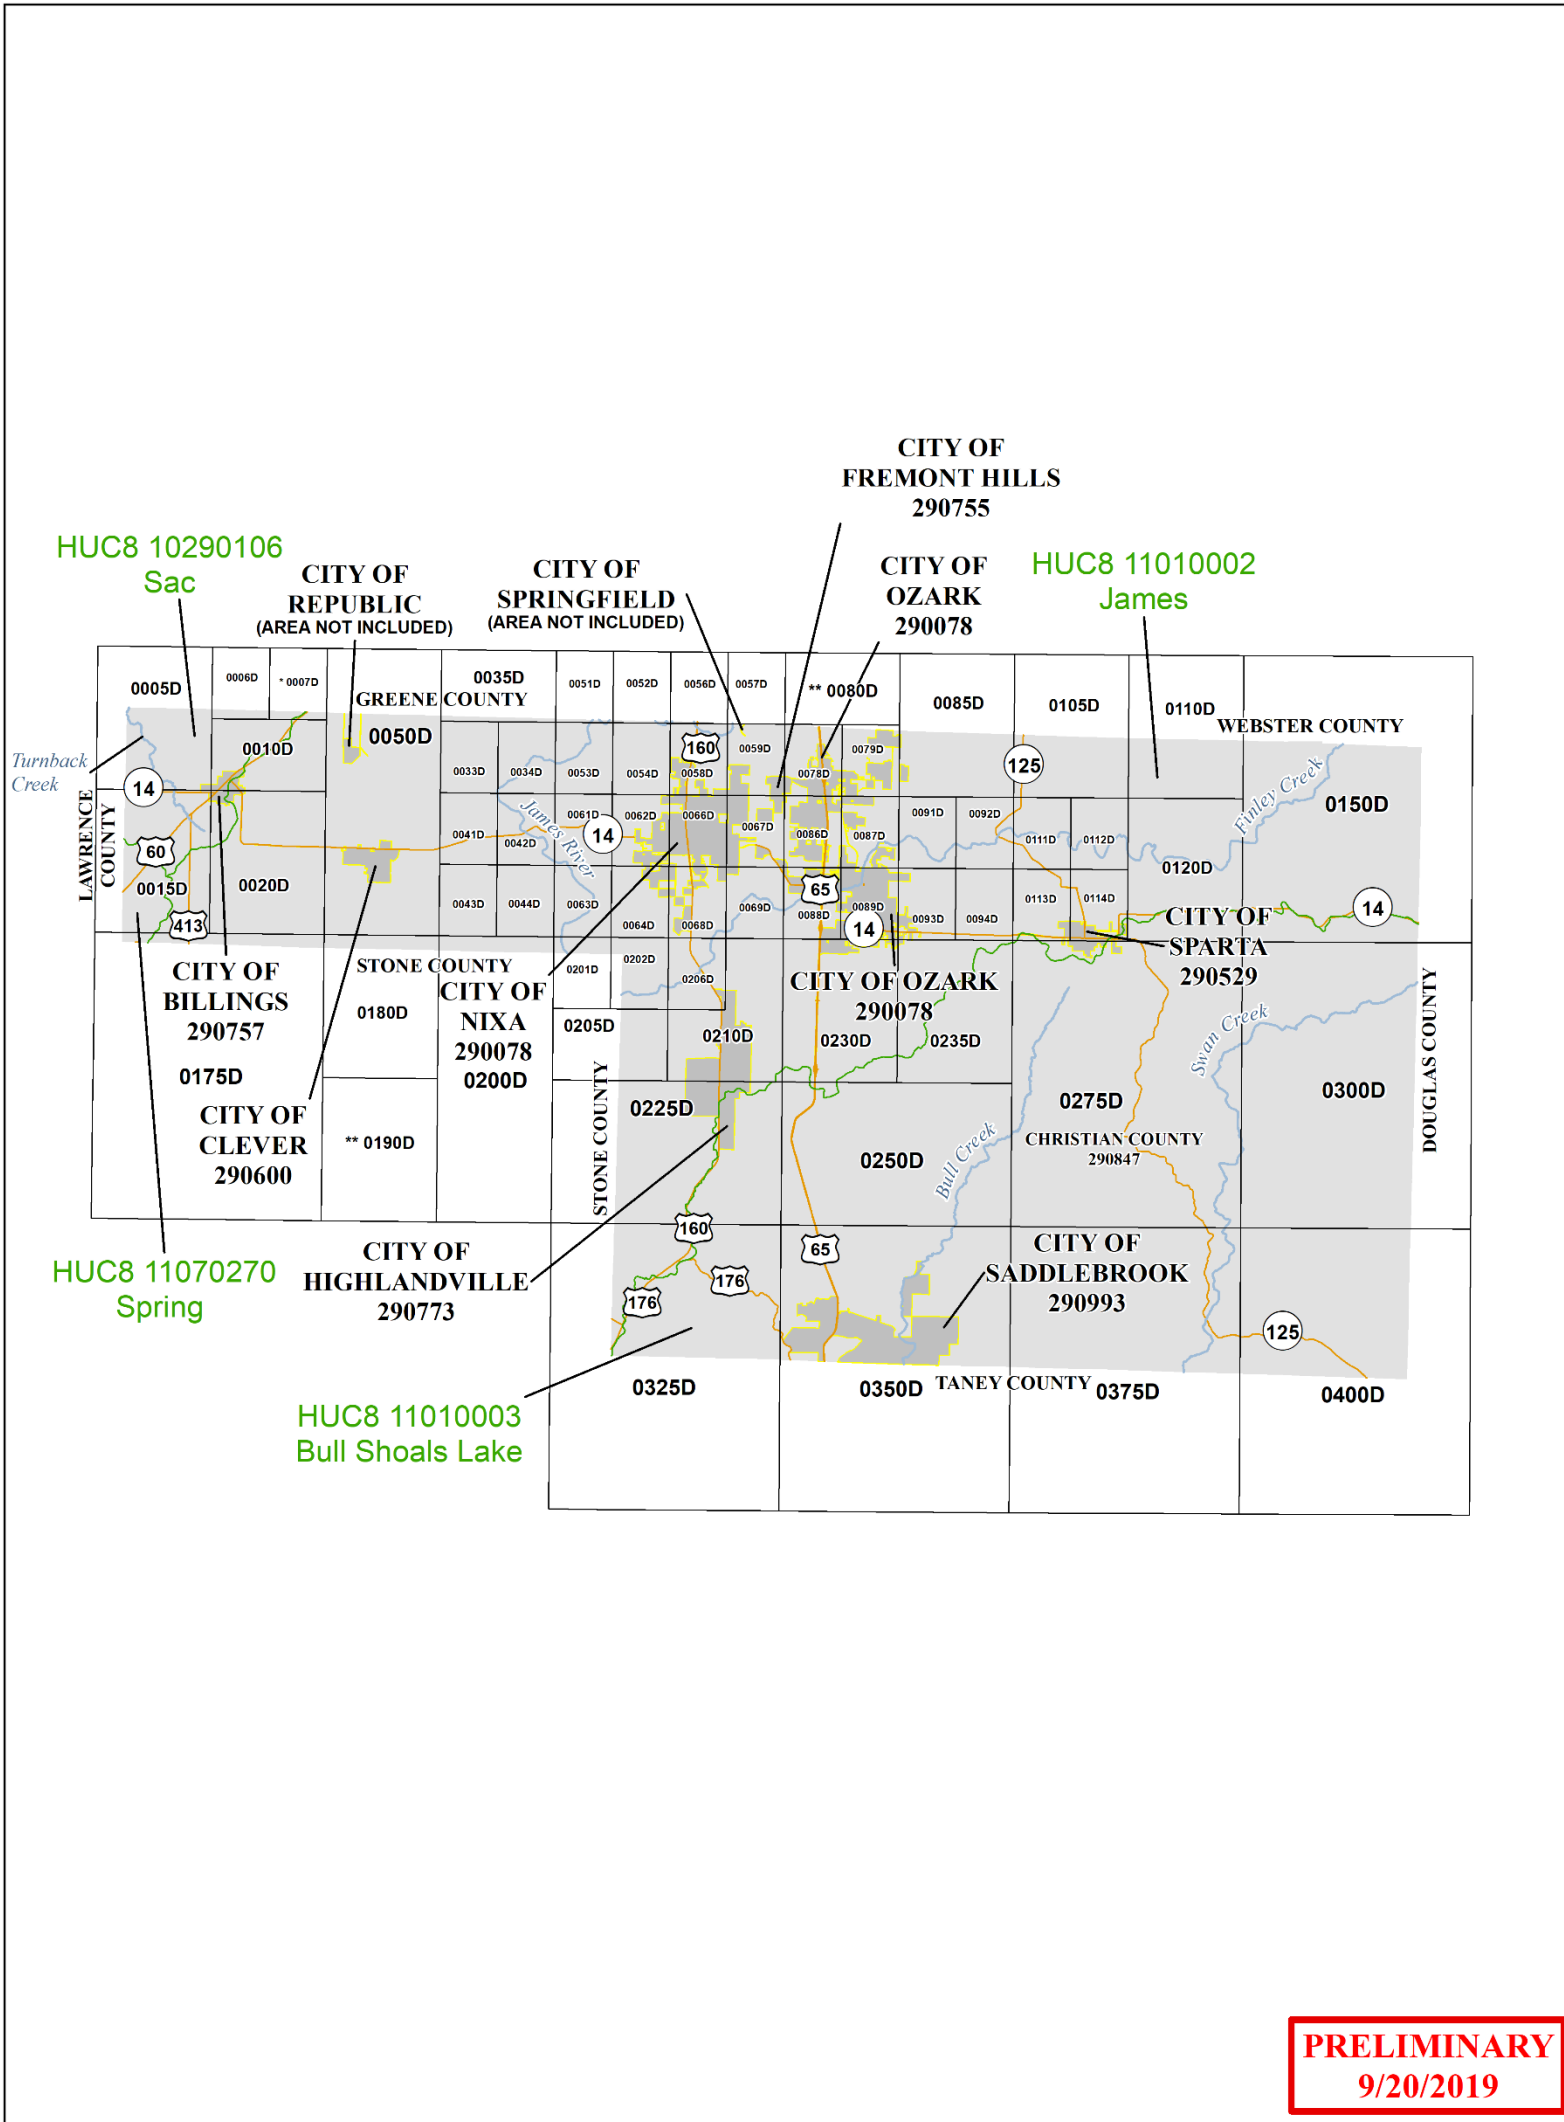 CITY OF
FREMONT HILLS
290755
HUC8 10290106
Sac
CITY OF
REPUBLIC
(AREA NOT INCLUDED)
CITY OF
SPRINGFIELD
(AREA NOT INCLUDED)
CITY OF
OZARK
290078
HUC8 11010002
James
0005D
0006D
* 0007D
0035D
0051D
0052D
0056D
0057D
** 0080D
0085D
0105D
0110D
GREENE COUNTY
WEBSTER COUNTY
0010D
0050D
160
0059D
0079D
125
Turnback
Creek
14
0033D
0034D
0053D
0054D
0058D
0078D
Finley Creek
0150D
LAWRENCE
COUNTY
60
0041D
0042D
James River
0061D
14
0062D
0066D
0067D
0086D
0087D
0091D
0092D
0111D
0112D
0120D
0015D
0020D
413
0043D
0044D
0063D
0064D
0068D
0069D
65
0088D
0089D
14
0093D
0094D
0113D
0114D
14
CITY OF
SPARTA
290529
CITY OF
BILLINGS
290757
STONE COUNTY
CITY OF
NIXA
290078
0200D
0201D
0202D
0206D
CITY OF OZARK
290078
0180D
0205D
0210D
0230D
0235D
Swan Creek
DOUGLAS COUNTY
0175D
CITY OF
CLEVER
290600
** 0190D
STONE COUNTY
0225D
0250D
Bull Creek
0275D
CHRISTIAN COUNTY
290847
0300D
HUC8 11070270
Spring
CITY OF
HIGHLANDVILLE
290773
160
176
176
65
CITY OF
SADDLEBROOK
290993
125
0325D
0350D
TANEY COUNTY
0375D
0400D
HUC8 11010003
Bull Shoals Lake
PRELIMINARY
9/20/2019